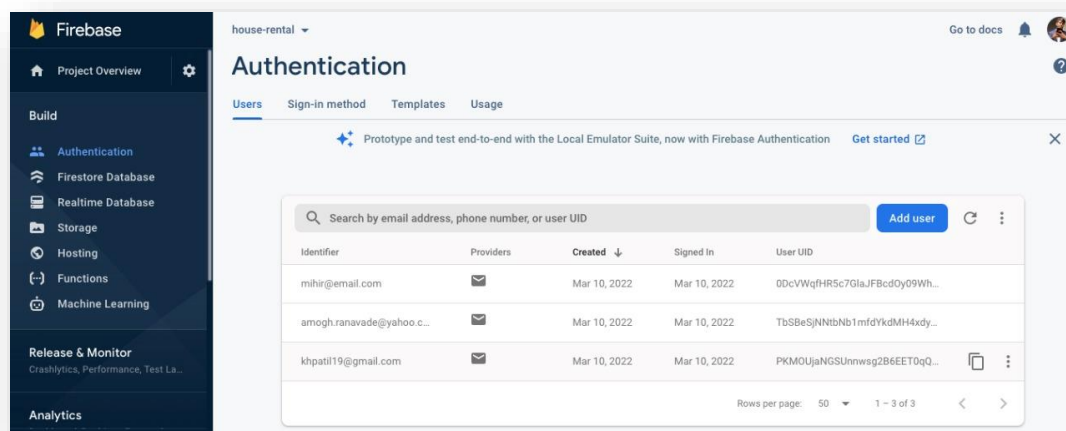 Firebase
house-rental
Go to docs
Project Overview
Authentication
Users Sign-in method Templates Usage
Build
Prototype and test end-to-end with the Local Emulator Suite, now with Firebase Authentication Get started
Authentication
Firestore Database
Realtime Database
Storage
Hosting
Functions
Machine Learning
Release & Monitor
Crashlytics, Performance, Test La...
Analytics
Search by email address, phone number, or user UID
Add user
Identifier Providers Created Signed In User UID
mihir@email.com Mar 10, 2022 Mar 10, 2022 0DcVWqfHR5c7GlaJFBcdOy09Wh...
amogh.ranavade@yahoo.c... Mar 10, 2022 Mar 10, 2022 TbSBeSjNNtbNb1mfdYkdMH4xdy...
khpatil19@gmail.com Mar 10, 2022 Mar 10, 2022 PKMOUjaNGSUnnwsg2B6EET0qQ...
Rows per page: 50 1 – 3 of 3